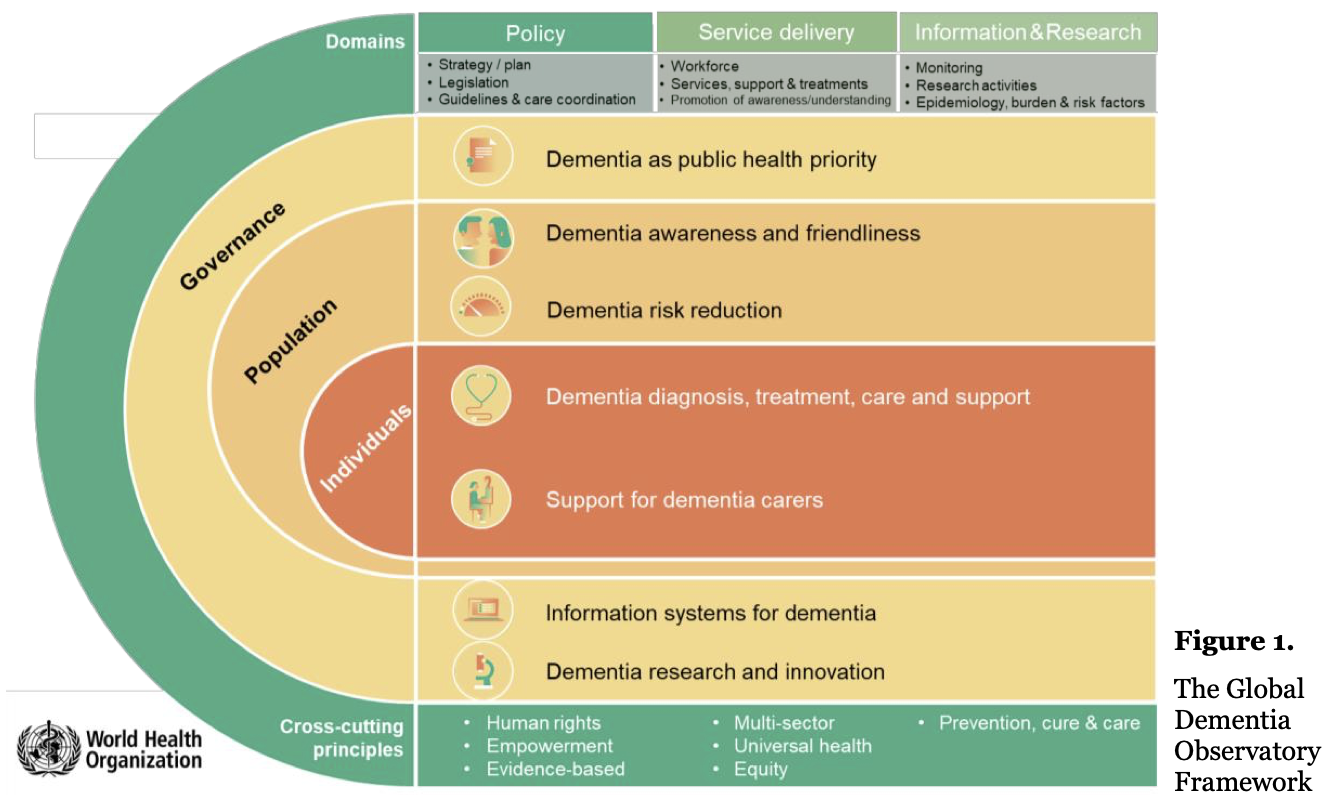 Domains
Policy
Service delivery
Information&Research
• Strategy / plan
• Legislation
• Guidelines & care coordination
• Workforce
• Services, support & treatments
• Promotion of awareness/understanding
• Monitoring
• Research activities
• Epidemiology, burden & risk factors
Governance
Dementia as public health priority
Population
Dementia awareness and friendliness
Dementia risk reduction
Individuals
Dementia diagnosis, treatment, care and support
Support for dementia carers
Information systems for dementia
Dementia research and innovation
Cross-cutting
principles
• Human rights
• Empowerment
• Evidence-based
• Multi-sector
• Universal health
• Equity
• Prevention, cure & care
World Health
Organization
Figure 1.
The Global
Dementia
Observatory
Framework